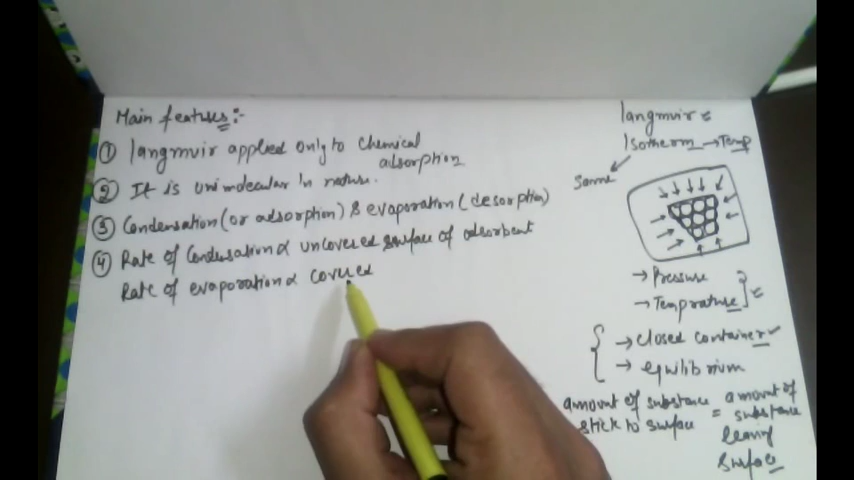 Main features :-
① langmuir applied only to Chemical
adsorption
② It is unimolecular in nature.
③ Condensation (or adsorption) & evaporation (desorption)
④ Rate of Condensation ∝ uncovered surface of adsorbent
Rate of evaporation ∝ covered
langmuir =
Isotherm → Temp
Same
→ Pressure
→ Temprature } =
{ → closed container
→ eqilibrium
amount of substance stick to surface = amount of substance leaving surface